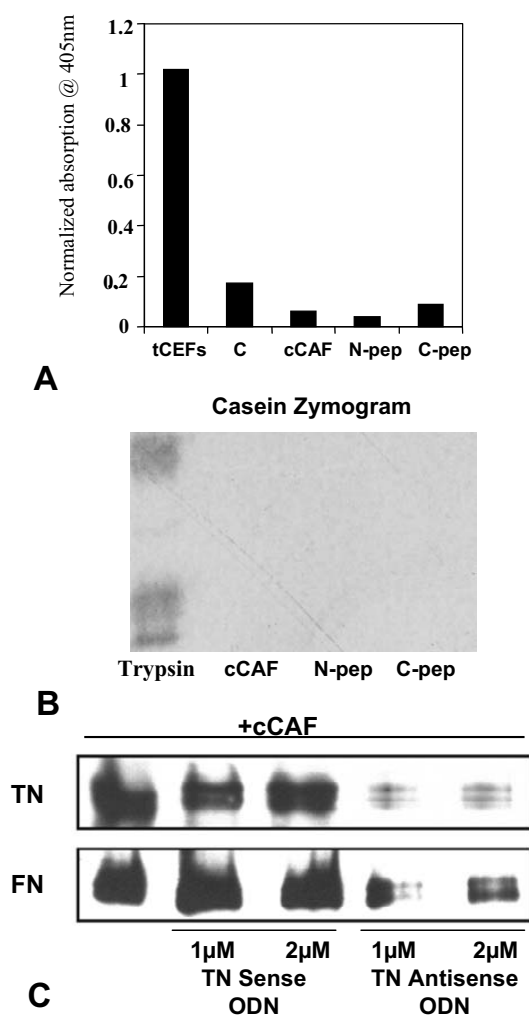 Normalized absorption @ 405nm
1.2
1
0.8
0.6
0.4
0.2
0
tCEFs C cCAF N-pep C-pep
A
Casein Zymogram
Trypsin cCAF N-pep C-pep
B
+cCAF
TN
FN
1µM 2µM 1µM 2µM
TN Sense TN Antisense
ODN ODN
C